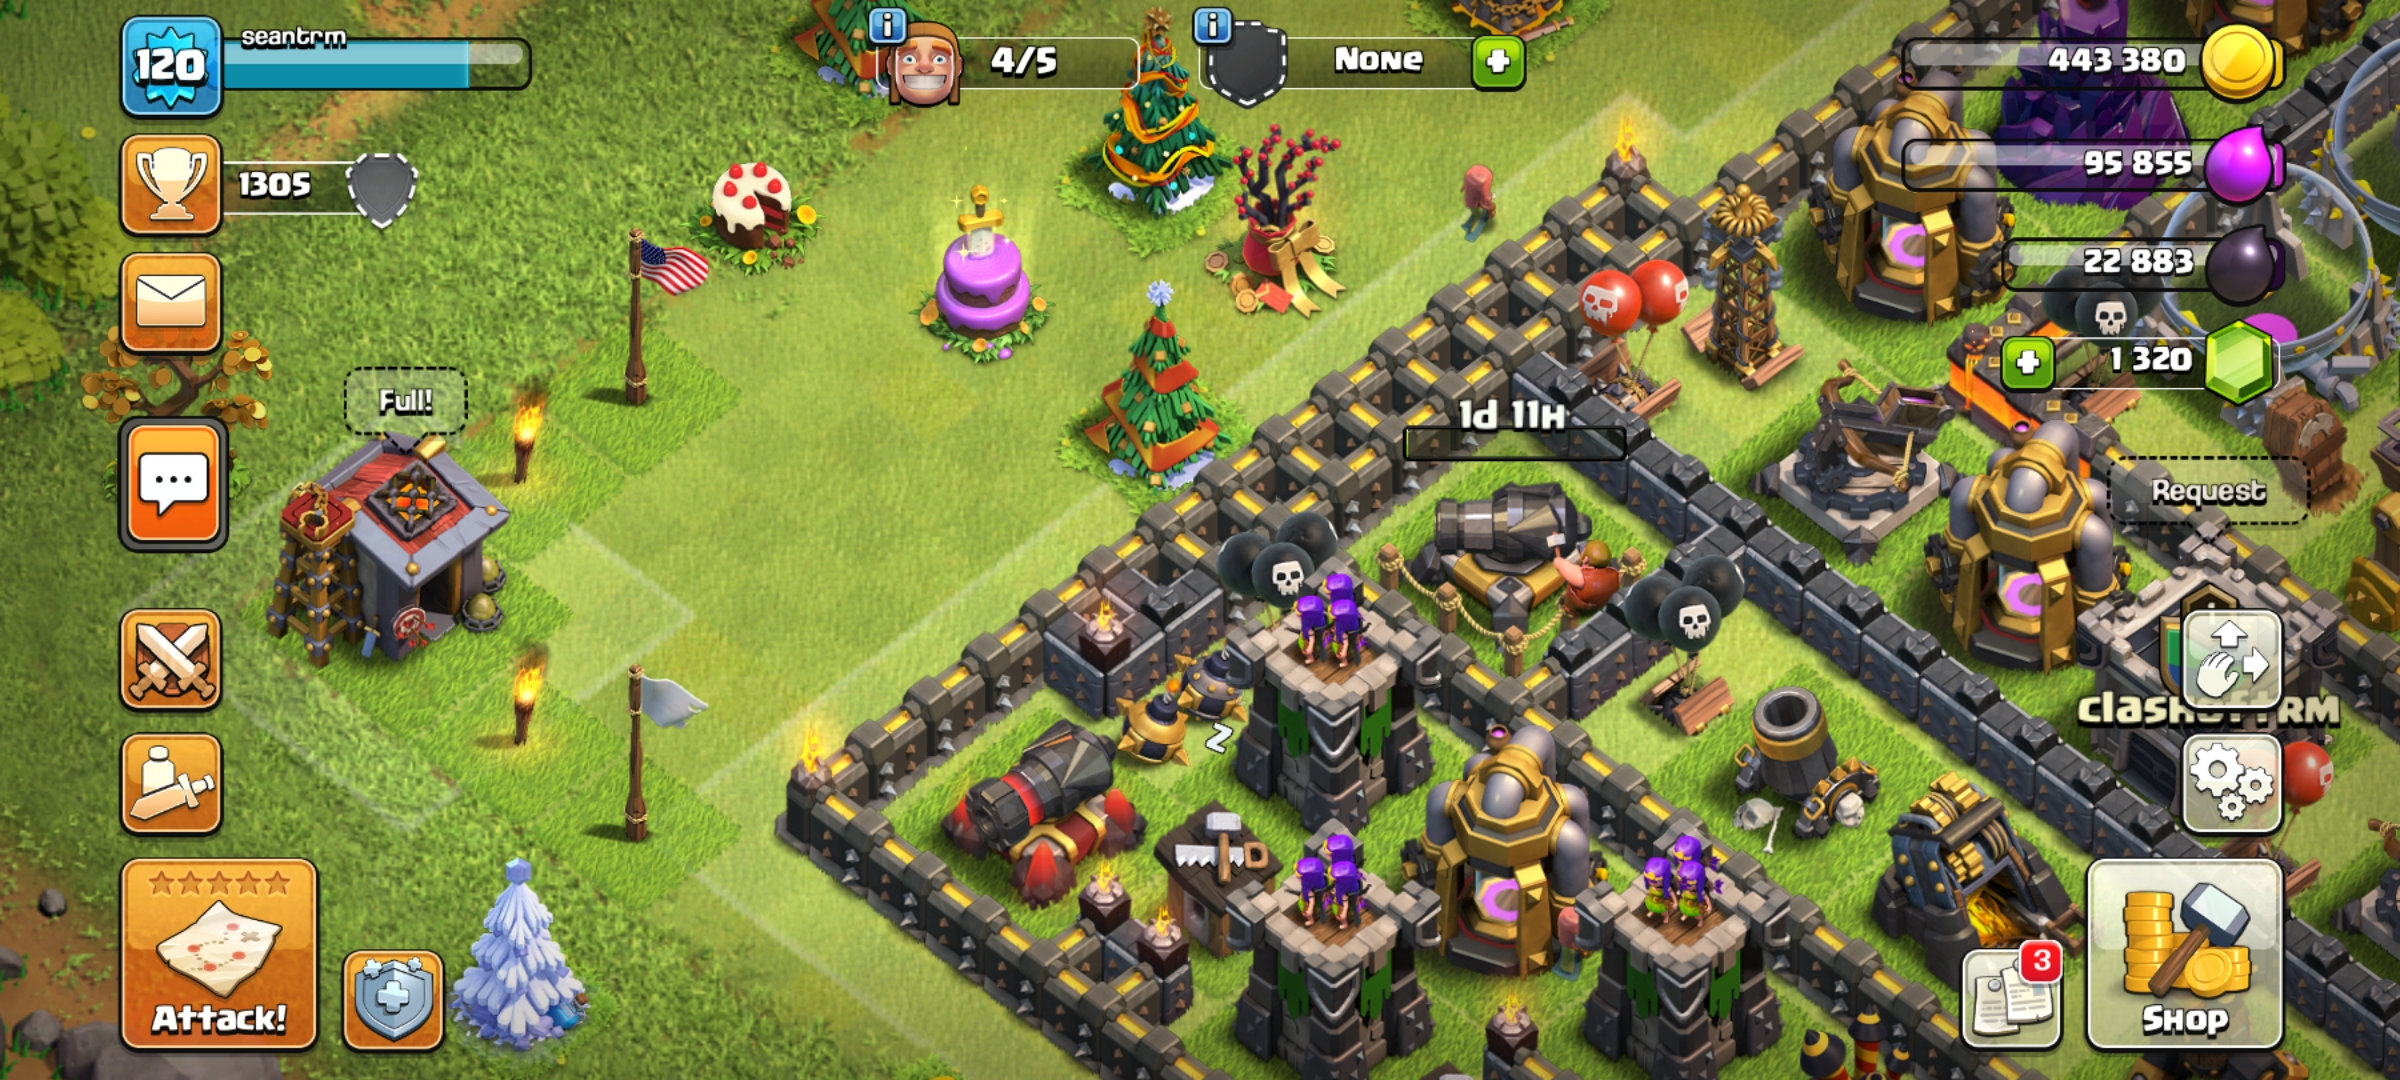 120
seantrm
4/5
None
443 380
1305
95 855
22 883
1 320
Full!
1d 11H
Request
Z
Attack!
3
Shop